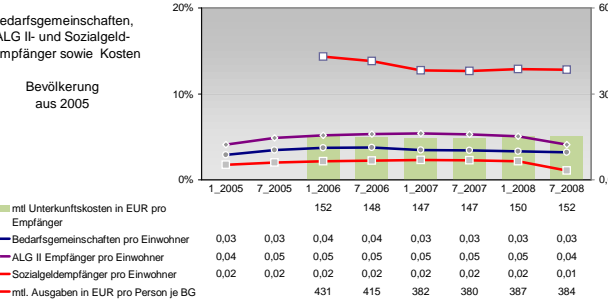 edarfsgemeinschaften,
ALG II- und Sozialgeld-
mpfänger sowie Kosten
Bevölkerung
aus 2005
20%
10%
0%
60
30
0,
1_2005 7_2005 1_2006 7_2006 1_2007 7_2007 1_2008 7_2008
mtl Unterkunftskosten in EUR pro Empfänger 152 148 147 147 150 152
Bedarfsgemeinschaften pro Einwohner 0,03 0,03 0,04 0,04 0,03 0,03 0,03 0,03
ALG II Empfänger pro Einwohner 0,04 0,05 0,05 0,05 0,05 0,05 0,05 0,04
Sozialgeldempfänger pro Einwohner 0,02 0,02 0,02 0,02 0,02 0,02 0,02 0,01
mtl. Ausgaben in EUR pro Person je BG 431 415 382 380 387 384